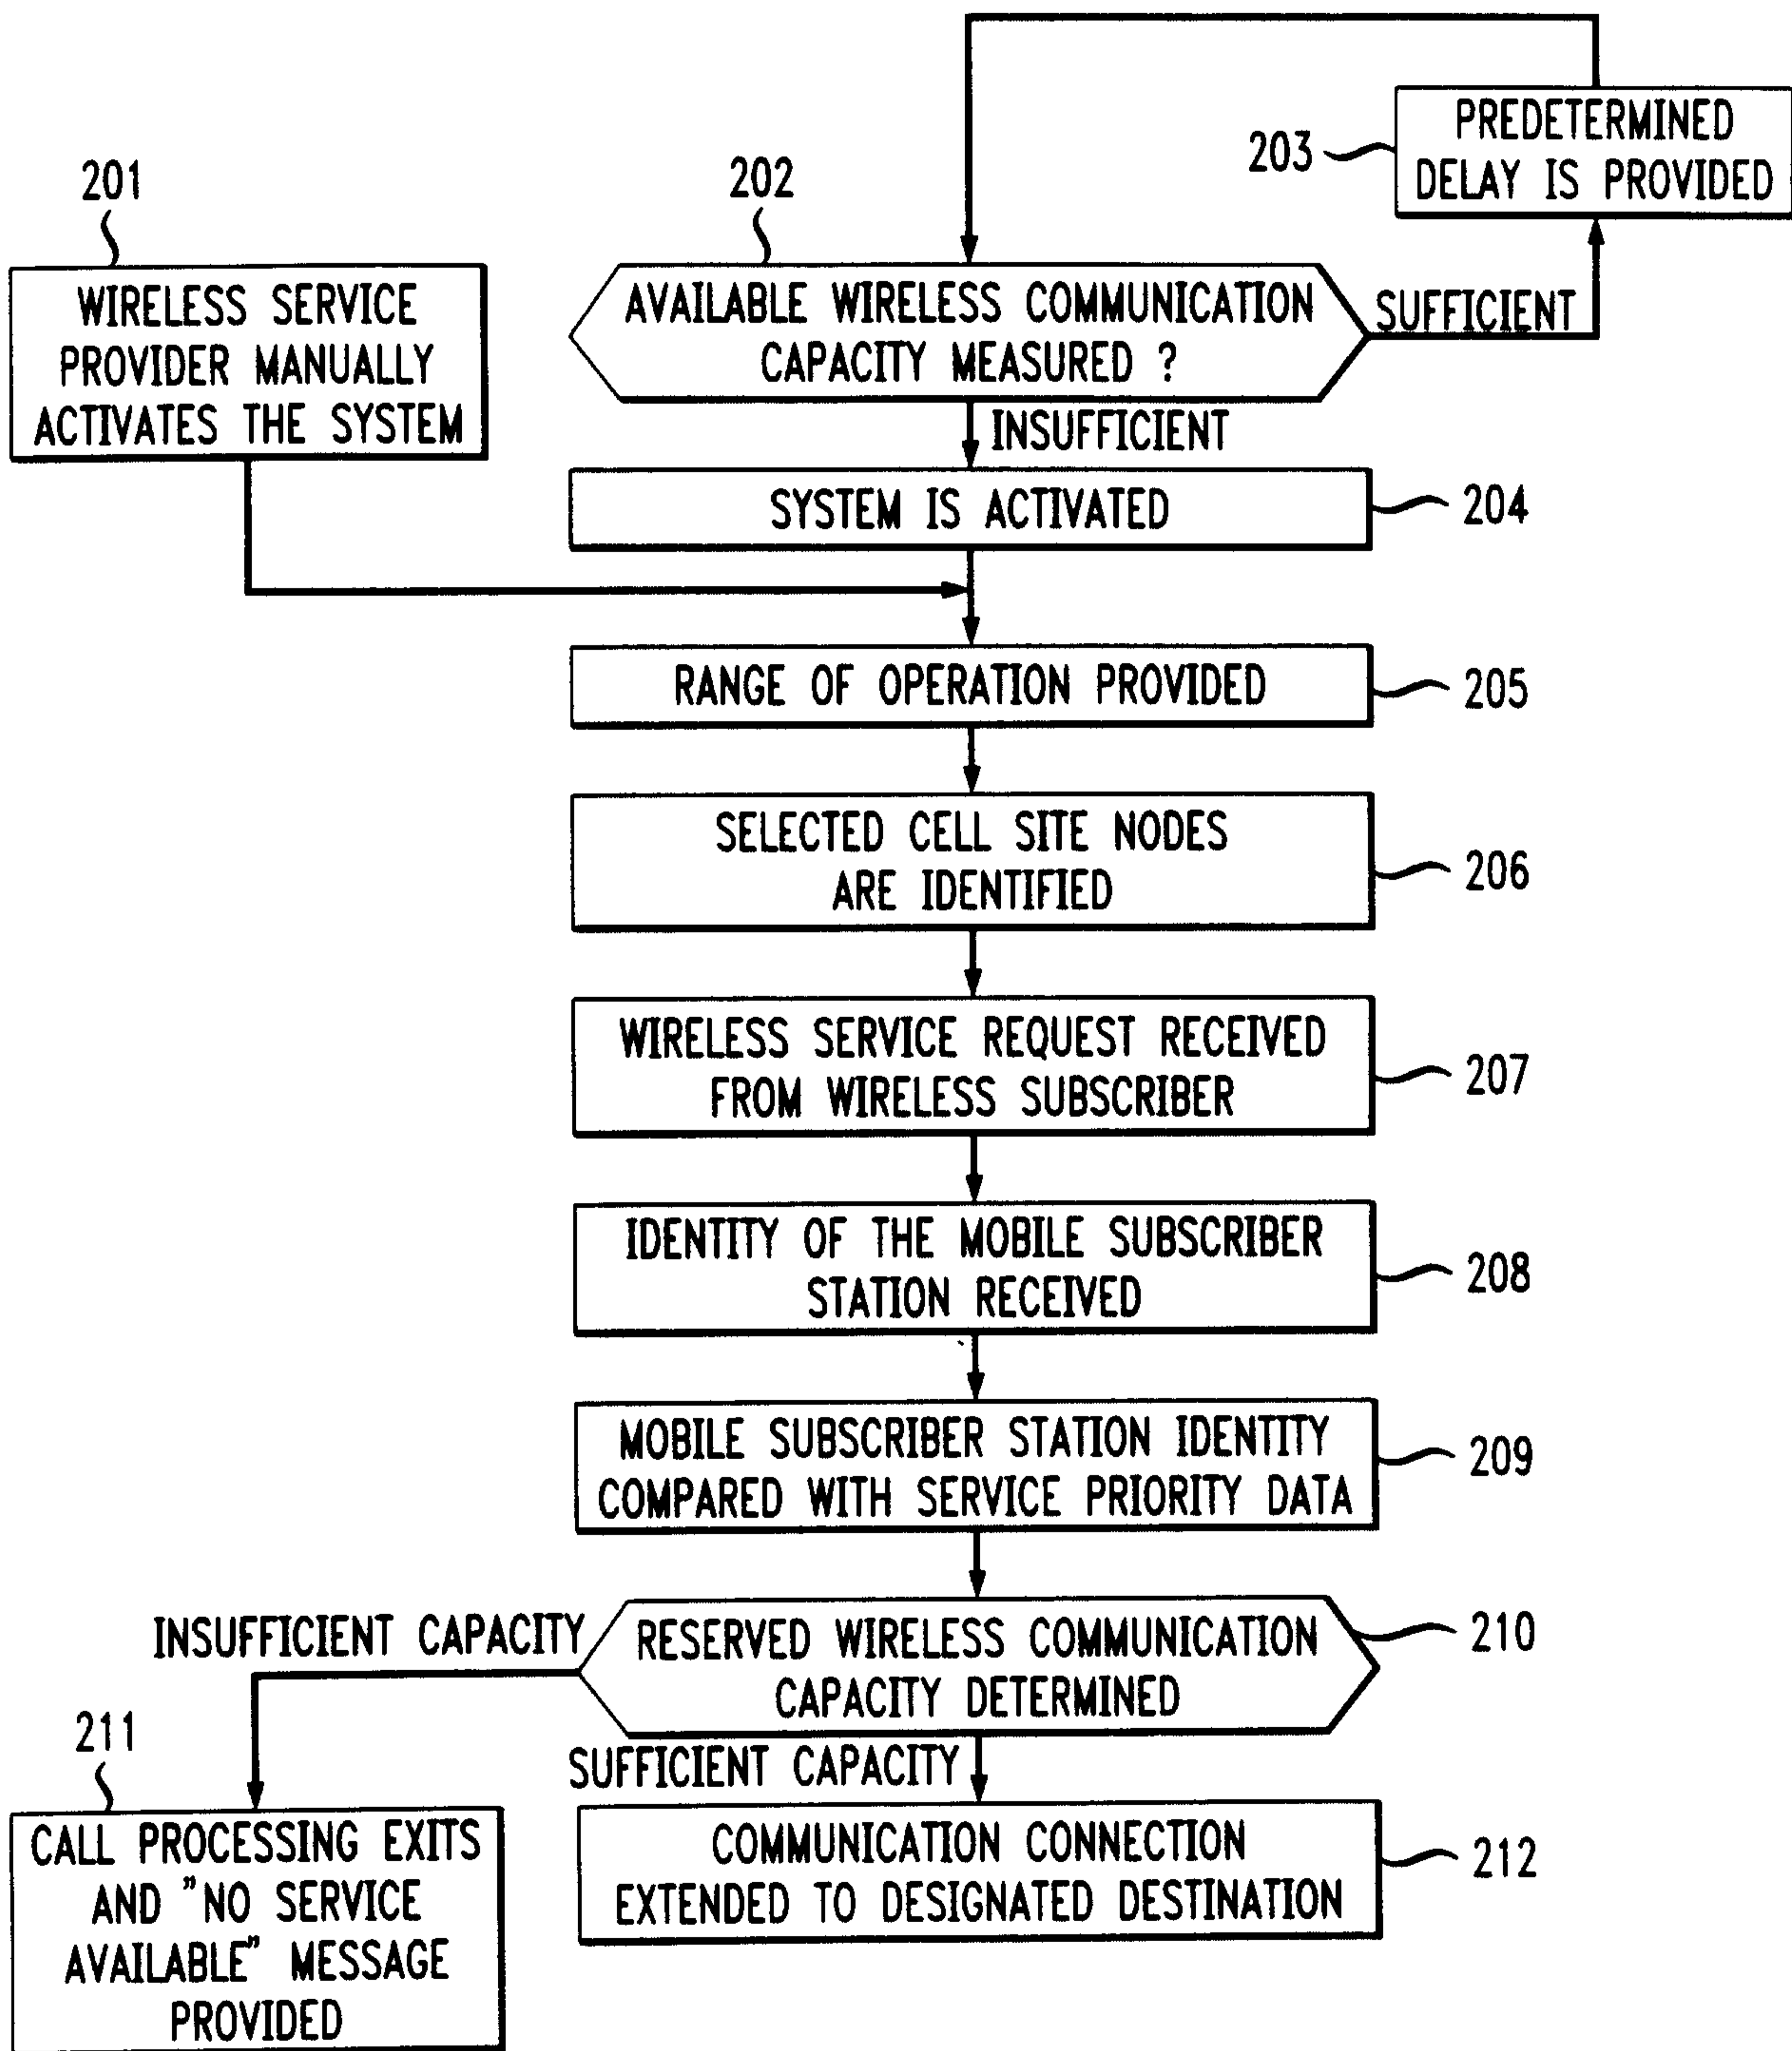 203
PREDETERMINED
DELAY IS PROVIDED
201
202
WIRELESS SERVICE
PROVIDER MANUALLY
ACTIVATES THE SYSTEM
AVAILABLE WIRELESS COMMUNICATION
CAPACITY MEASURED ?
SUFFICIENT
INSUFFICIENT
SYSTEM IS ACTIVATED
204
RANGE OF OPERATION PROVIDED
205
SELECTED CELL SITE NODES
ARE IDENTIFIED
206
WIRELESS SERVICE REQUEST RECEIVED
FROM WIRELESS SUBSCRIBER
207
IDENTITY OF THE MOBILE SUBSCRIBER
STATION RECEIVED
208
MOBILE SUBSCRIBER STATION IDENTITY
COMPARED WITH SERVICE PRIORITY DATA
209
INSUFFICIENT CAPACITY
RESERVED WIRELESS COMMUNICATION
CAPACITY DETERMINED
210
211
SUFFICIENT CAPACITY
CALL PROCESSING EXITS
AND "NO SERVICE
AVAILABLE" MESSAGE
PROVIDED
COMMUNICATION CONNECTION
EXTENDED TO DESIGNATED DESTINATION
212